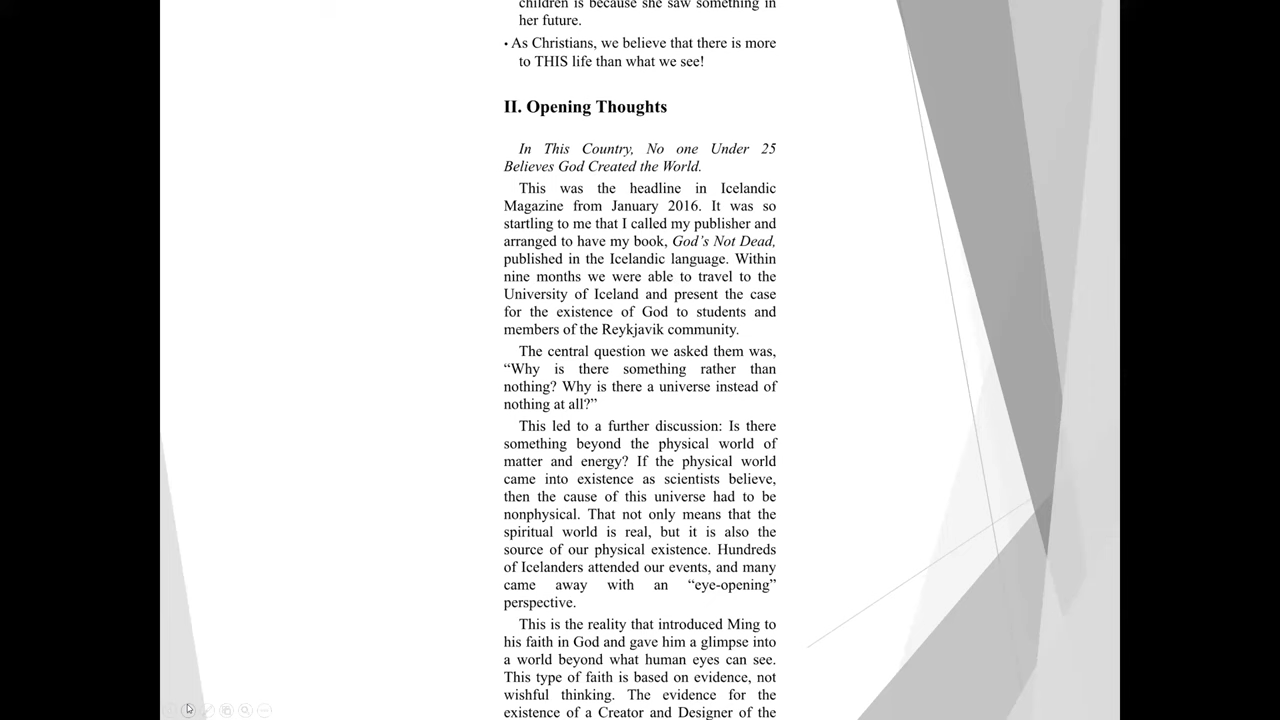 children is because she saw something in
her future.
• As Christians, we believe that there is more
to THIS life than what we see!
II. Opening Thoughts
In This Country, No one Under 25
Believes God Created the World.
This was the headline in Icelandic
Magazine from January 2016. It was so
startling to me that I called my publisher and
arranged to have my book, God’s Not Dead,
published in the Icelandic language. Within
nine months we were able to travel to the
University of Iceland and present the case
for the existence of God to students and
members of the Reykjavik community.
The central question we asked them was,
“Why is there something rather than
nothing? Why is there a universe instead of
nothing at all?”
This led to a further discussion: Is there
something beyond the physical world of
matter and energy? If the physical world
came into existence as scientists believe,
then the cause of this universe had to be
nonphysical. That not only means that the
spiritual world is real, but it is also the
source of our physical existence. Hundreds
of Icelanders attended our events, and many
came away with an “eye-opening”
perspective.
This is the reality that introduced Ming to
his faith in God and gave him a glimpse into
a world beyond what human eyes can see.
This type of faith is based on evidence, not
wishful thinking. The evidence for the
existence of a Creator and Designer of the